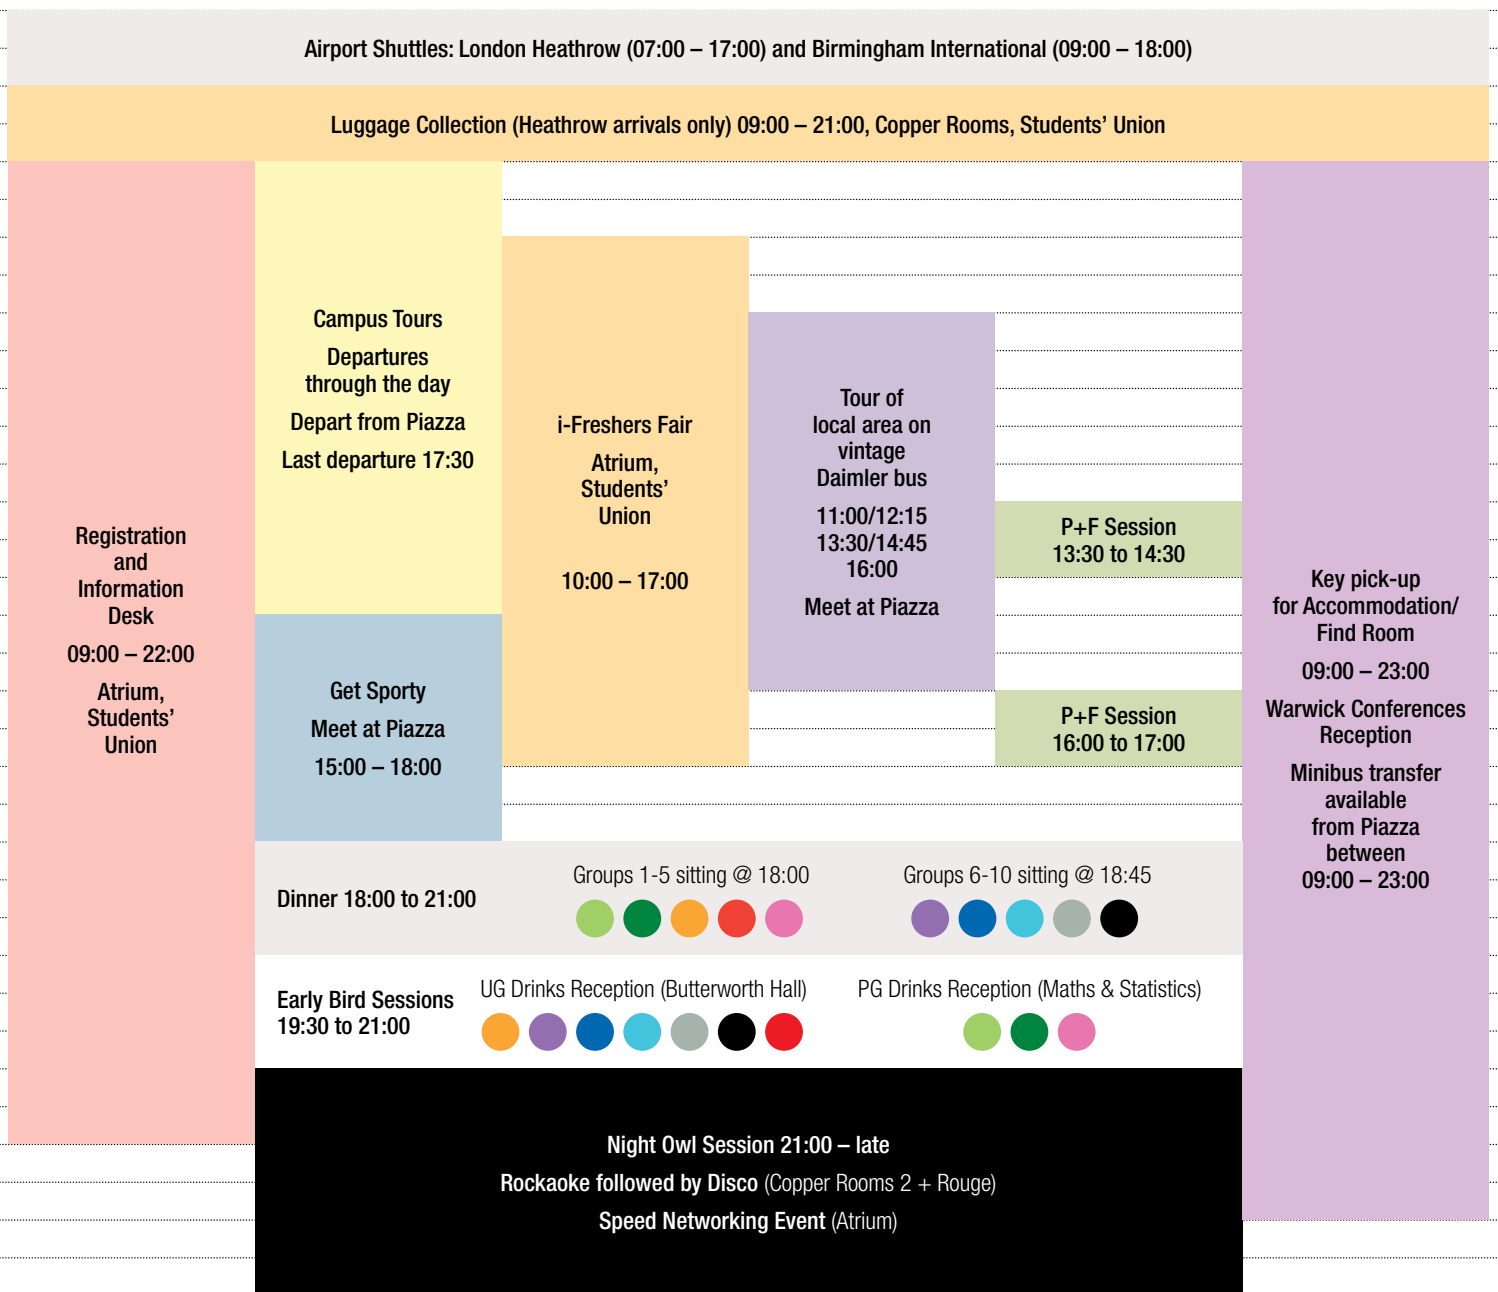 Airport Shuttles: London Heathrow (07:00 – 17:00) and Birmingham International (09:00 – 18:00)
Luggage Collection (Heathrow arrivals only) 09:00 – 21:00, Copper Rooms, Students’ Union
Registration
and
Information
Desk
09:00 – 22:00
Atrium,
Students’
Union
Campus Tours
Departures
through the day
Depart from Piazza
Last departure 17:30
Get Sporty
Meet at Piazza
15:00 – 18:00
i-Freshers Fair
Atrium,
Students’
Union
10:00 – 17:00
Tour of
local area on
vintage
Daimler bus
11:00/12:15
13:30/14:45
16:00
Meet at Piazza
P+F Session
13:30 to 14:30
P+F Session
16:00 to 17:00
Key pick-up
for Accommodation/
Find Room
09:00 – 23:00
Warwick Conferences
Reception
Minibus transfer
available
from Piazza
between
09:00 – 23:00
Dinner 18:00 to 21:00
Groups 1-5 sitting @ 18:00
Groups 6-10 sitting @ 18:45
Early Bird Sessions
19:30 to 21:00
UG Drinks Reception (Butterworth Hall)
PG Drinks Reception (Maths & Statistics)
Night Owl Session 21:00 – late
Rockaoke followed by Disco (Copper Rooms 2 + Rouge)
Speed Networking Event (Atrium)